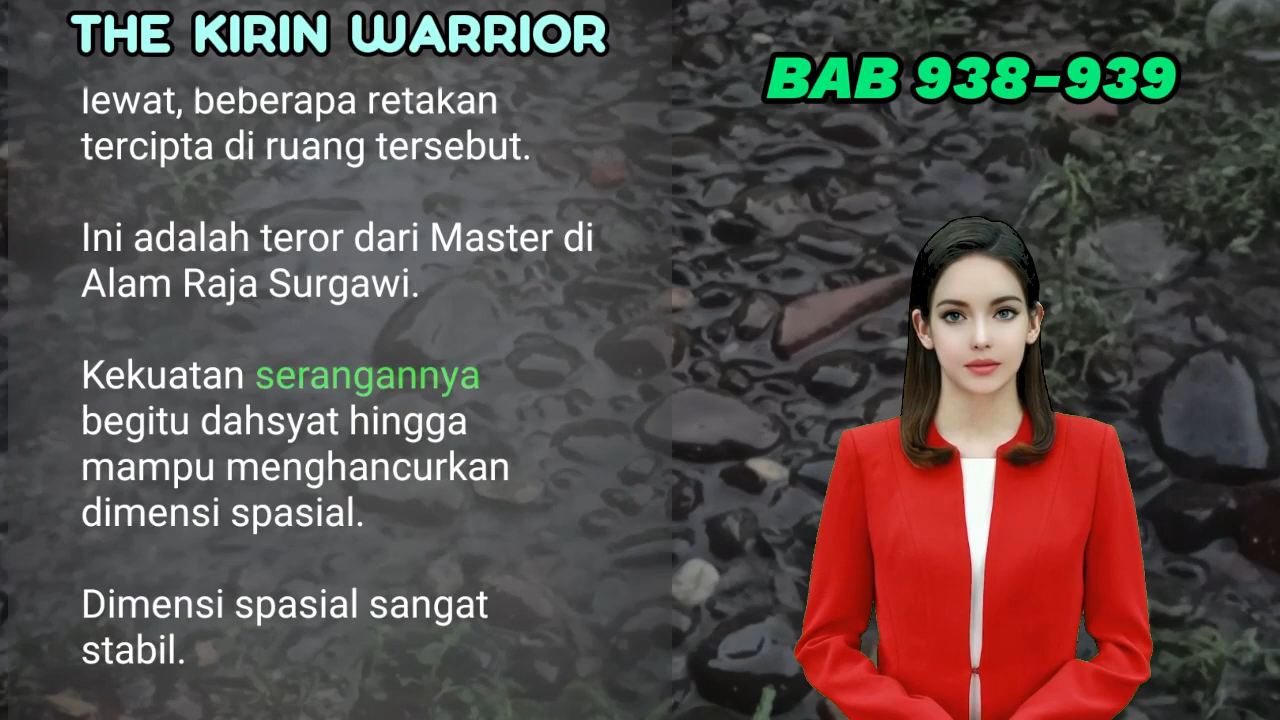 THE KIRIN WARRIOR
BAB 938-939
lewat, beberapa retakan
tercipta di ruang tersebut.
Ini adalah teror dari Master di
Alam Raja Surgawi.
Kekuatan serangannya
begitu dahsyat hingga
mampu menghancurkan
dimensi spasial.
Dimensi spasial sangat
stabil.